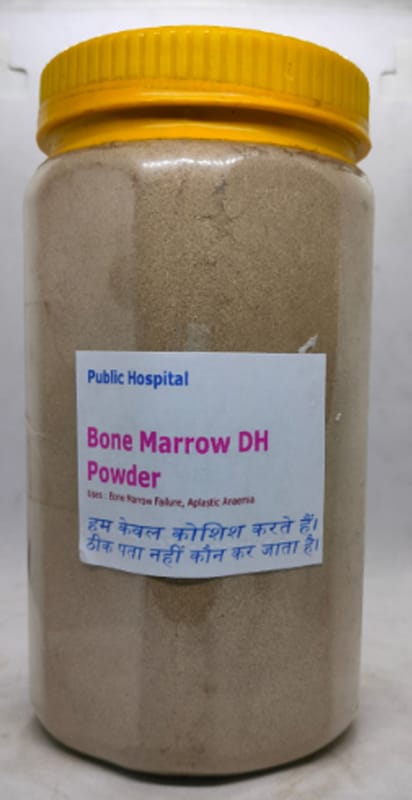 Public Hospital
Bone Marrow DH
Powder
Uses : Bone Marrow Failure, Aplastic Anaemia
हम केवल कोशिश करते हैं।
ठीक पता नहीं कौन कर जाता है।